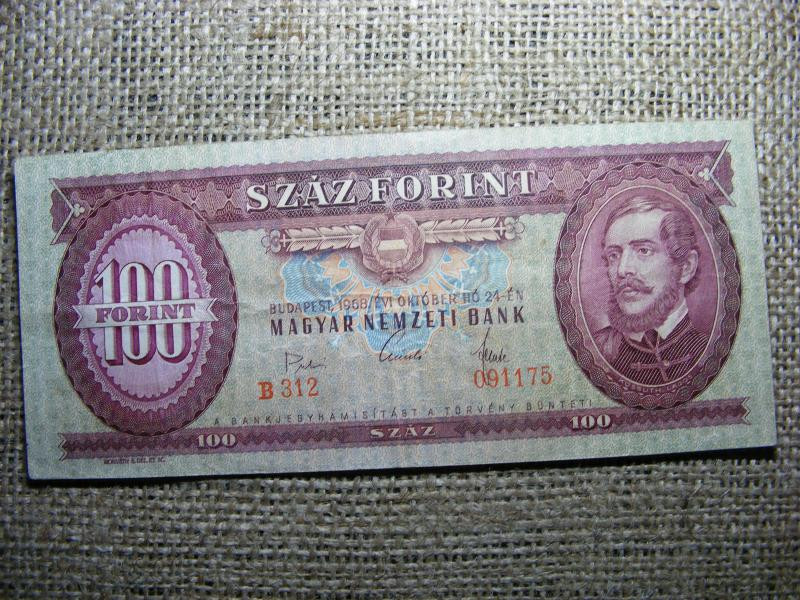 SZÁZ FORINT
100
FORINT
BUDAPEST, 1968. ÉVI OKTÓBER HÓ 24-ÉN
MAGYAR NEMZETI BANK
B 312
091175
A BANKJEGYHAMISÍTÁST A TÖRVÉNY BÜNTETI
100 SZÁZ 100